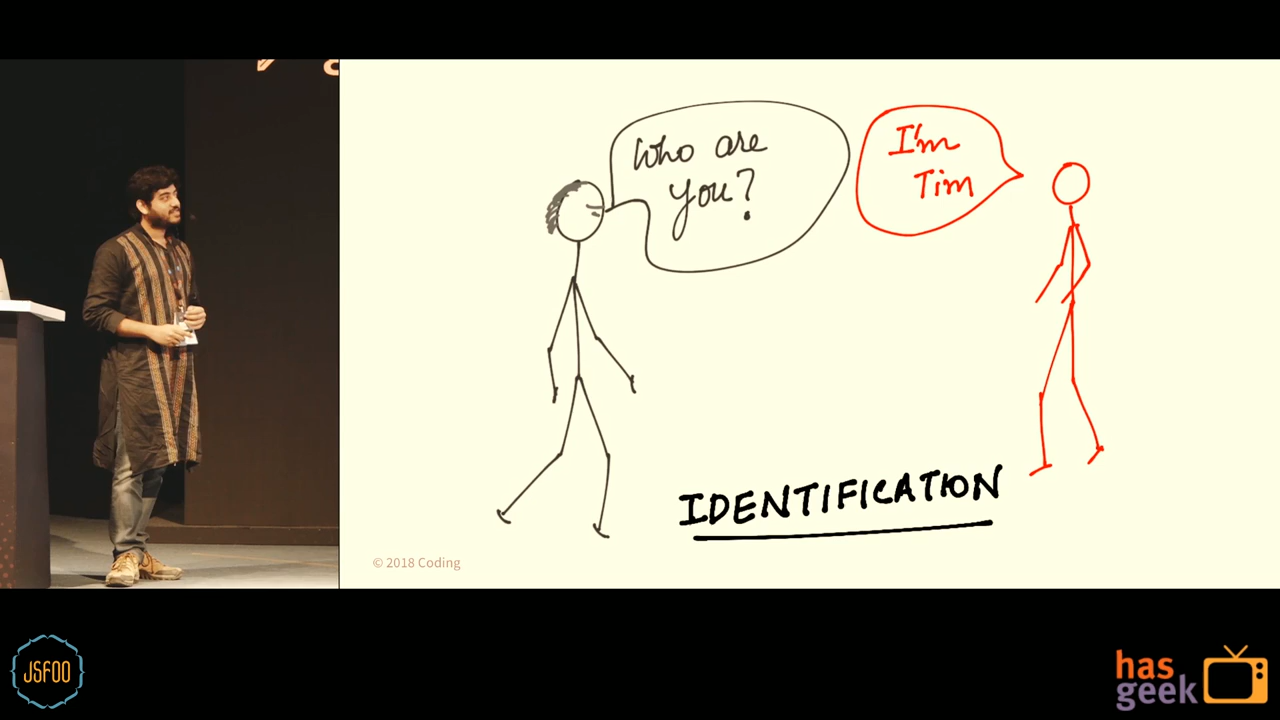 Who are
you?
I'm
Tim
IDENTIFICATION
© 2018 Coding
JSFOO
has
geek